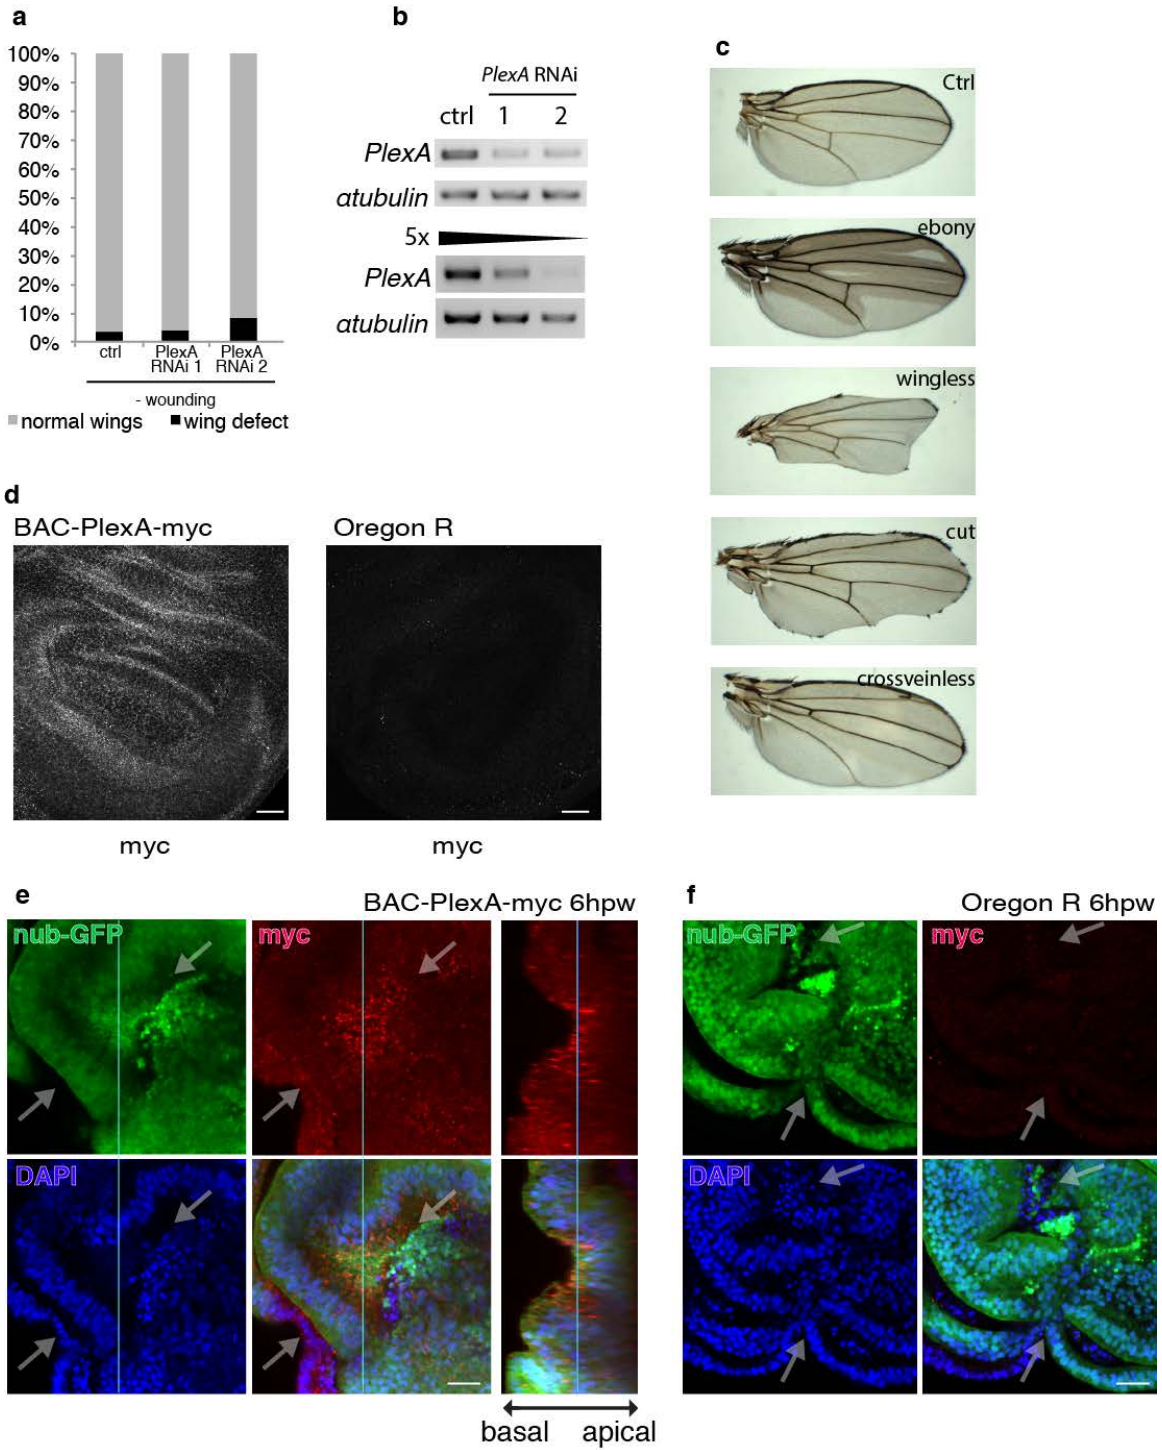 a
100%
90%
80%
70%
60%
50%
40%
30%
20%
10%
0%
ctrl
PlexA
RNAi 1
PlexA
RNAi 2
- wounding
normal wings
wing defect
b
PlexA RNAi
ctrl 1 2
PlexA
αtubulin
5x
PlexA
αtubulin
c
Ctrl
ebony
wingless
cut
crossveinless
d
BAC-PlexA-myc
Oregon R
myc
myc
e
BAC-PlexA-myc 6hpw
nub-GFP
myc
DAPI
basal apical
f
Oregon R 6hpw
nub-GFP
myc
DAPI